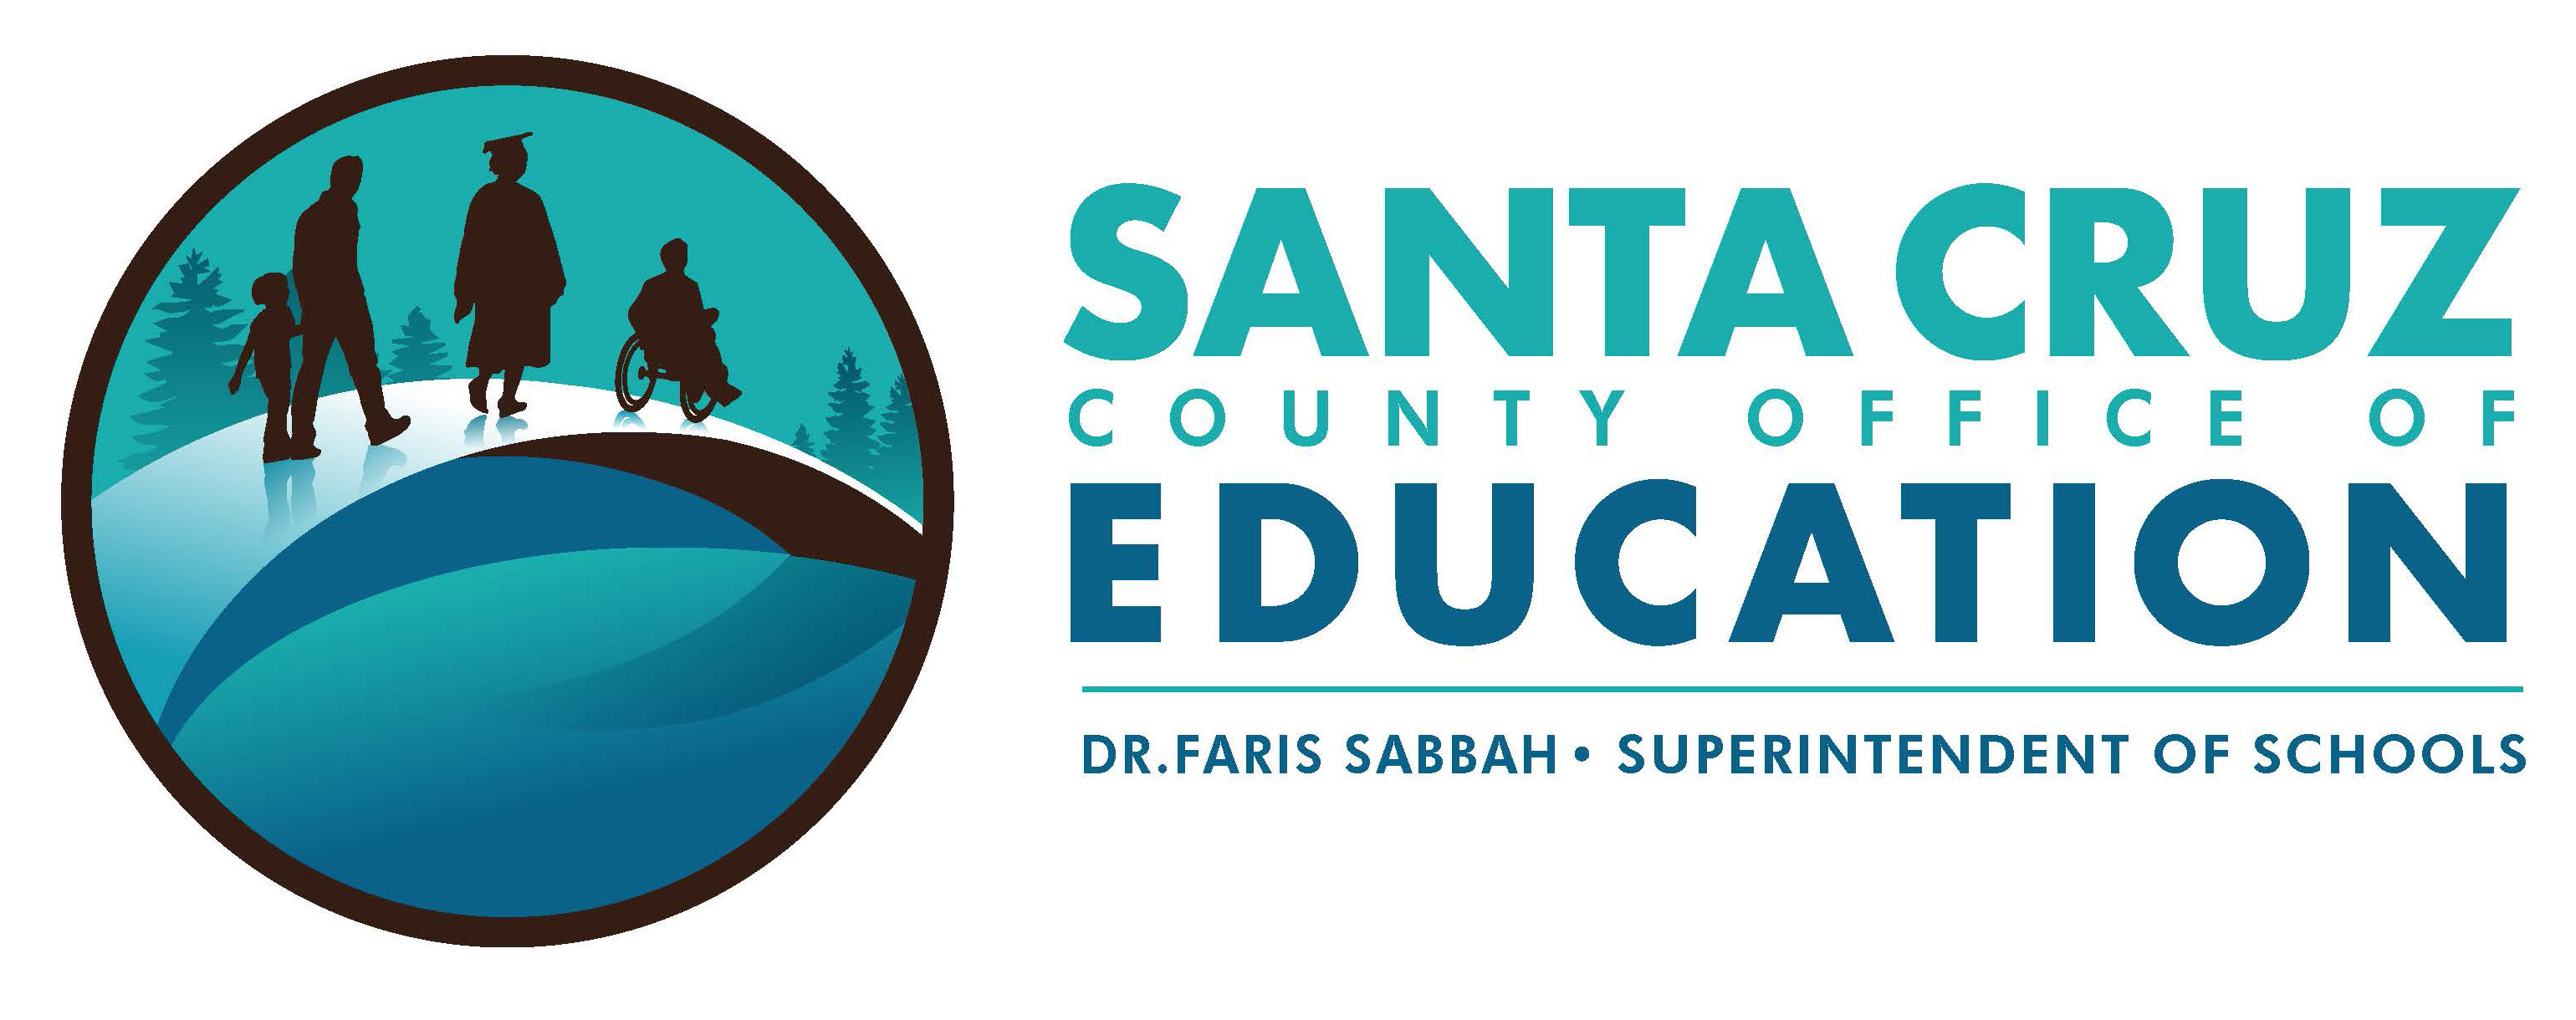 SANTA CRUZ
COUNTY OFFICE OF
EDUCATION
DR.FARIS SABBAH • SUPERINTENDENT OF SCHOOLS